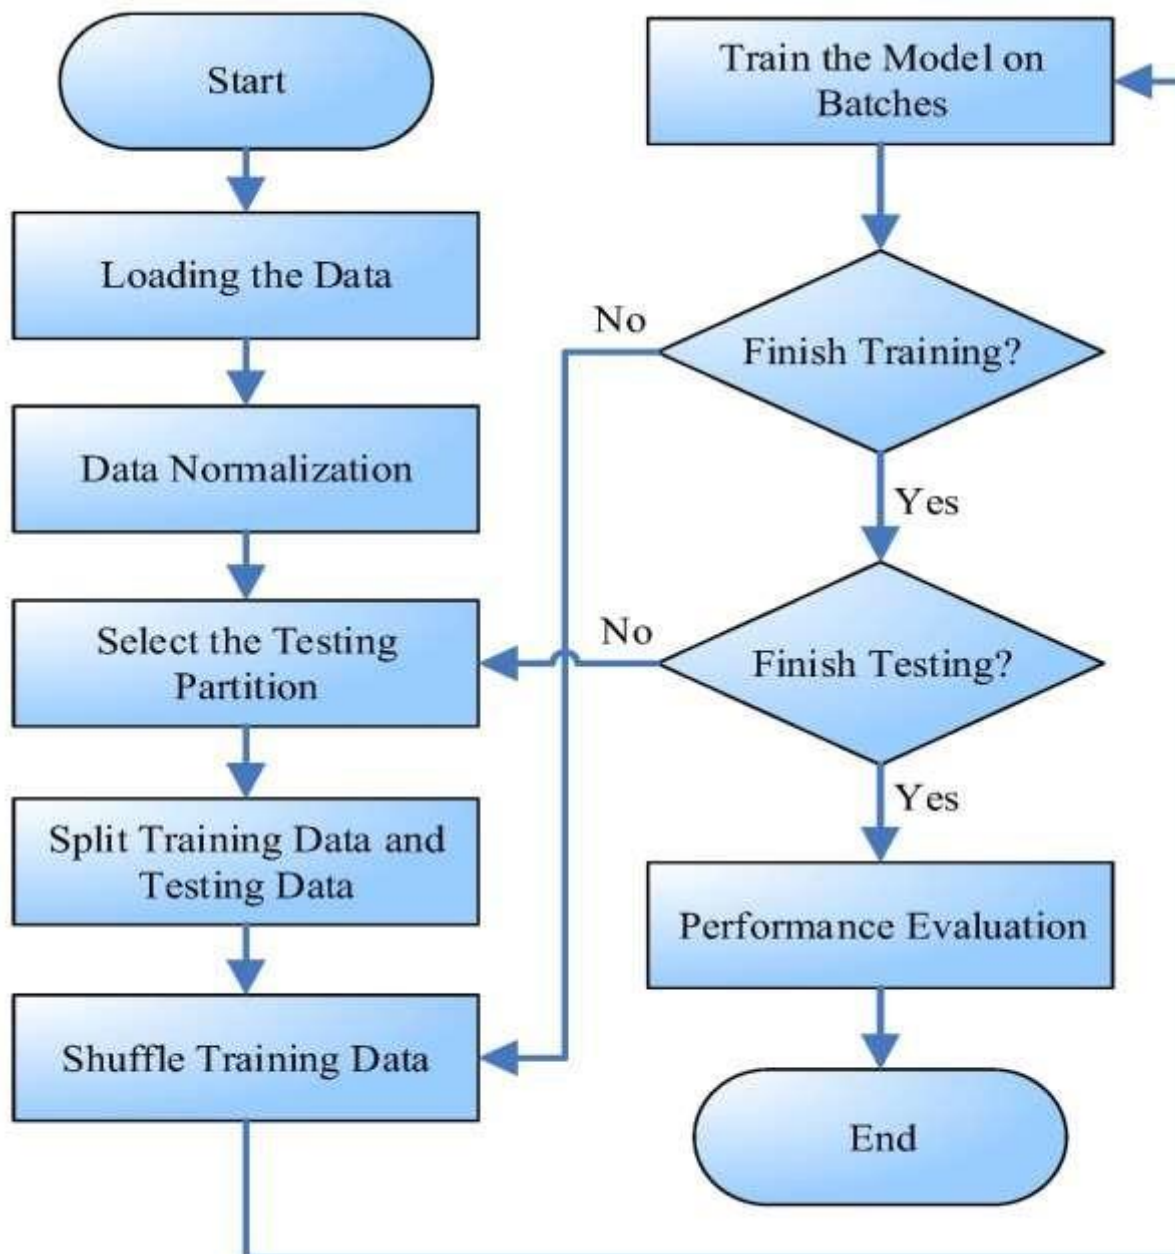 Start
Loading the Data
Data Normalization
Select the Testing
Partition
Split Training Data and
Testing Data
Shuffle Training Data
Train the Model on
Batches
Finish Training?
No
Yes
Finish Testing?
No
Yes
Performance Evaluation
End